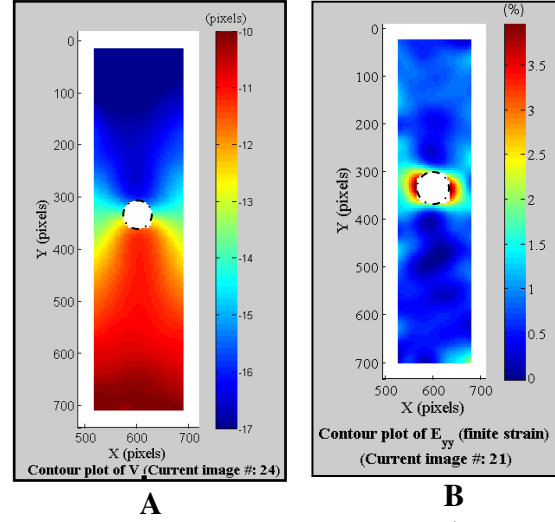 (pixels)
0
100
200
300
400
500
600
700
Y (pixels)
500 600 700
X (pixels)
-10
-11
-12
-13
-14
-15
-16
-17
Contour plot of V (Current image #: 24)
A
(%)
0
100
200
300
400
500
600
700
Y (pixels)
500 600 700
X (pixels)
3.5
3
2.5
2
1.5
1
0.5
0
Contour plot of E_yy (finite strain)
(Current image #: 21)
B